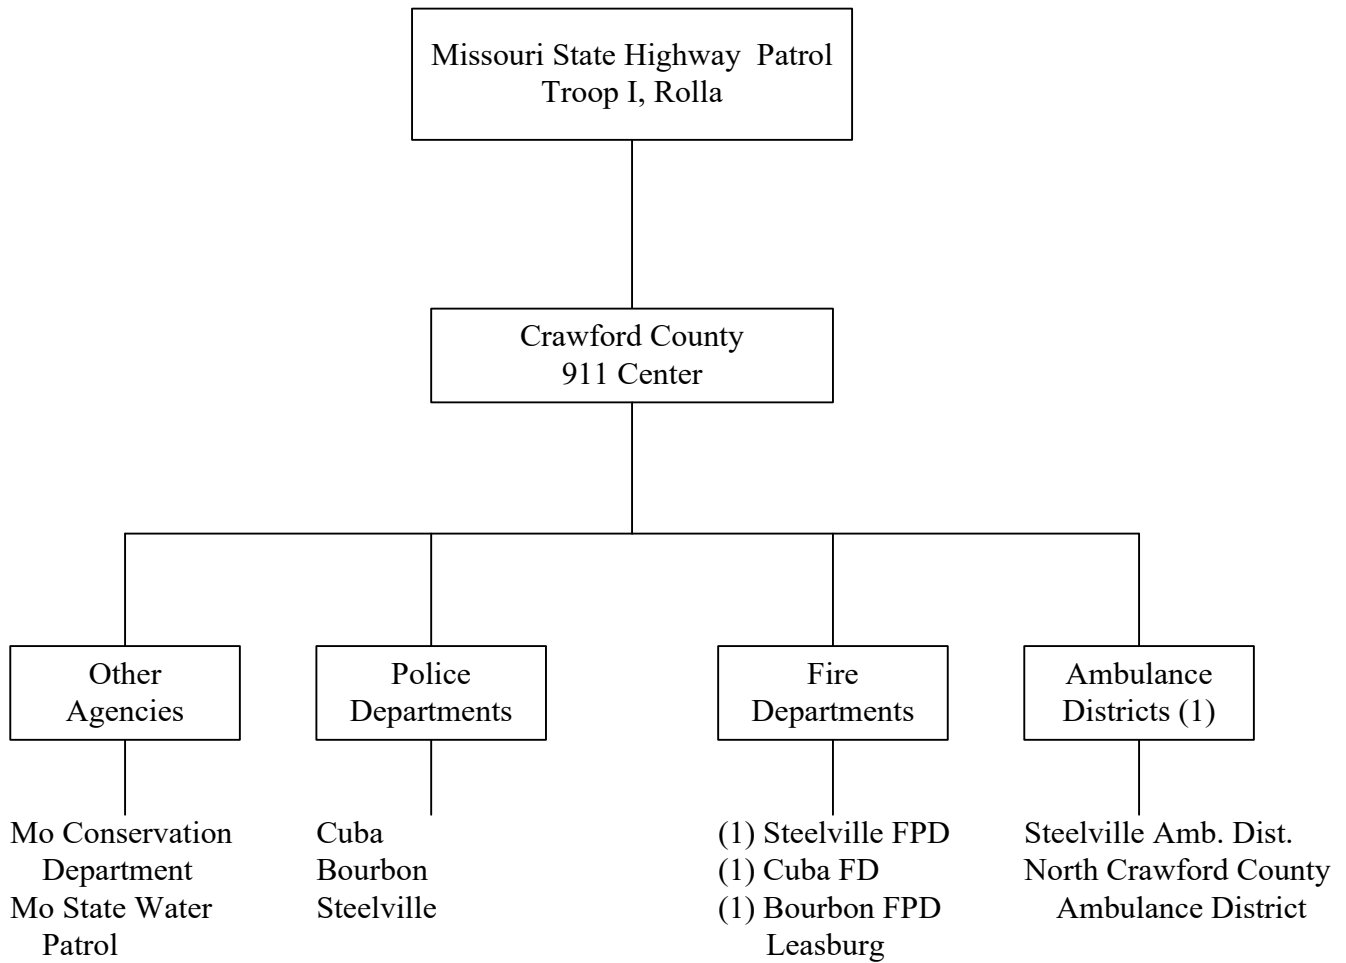 Missouri State Highway  Patrol
Troop I, Rolla
Crawford County
911 Center
Other
Agencies
Police
Departments
Fire
Departments
Ambulance
Districts (1)
Mo Conservation
Department
Mo State Water
Patrol
Cuba
Bourbon
Steelville
(1) Steelville FPD
(1) Cuba FD
(1) Bourbon FPD
Leasburg
Steelville Amb. Dist.
North Crawford County
Ambulance District